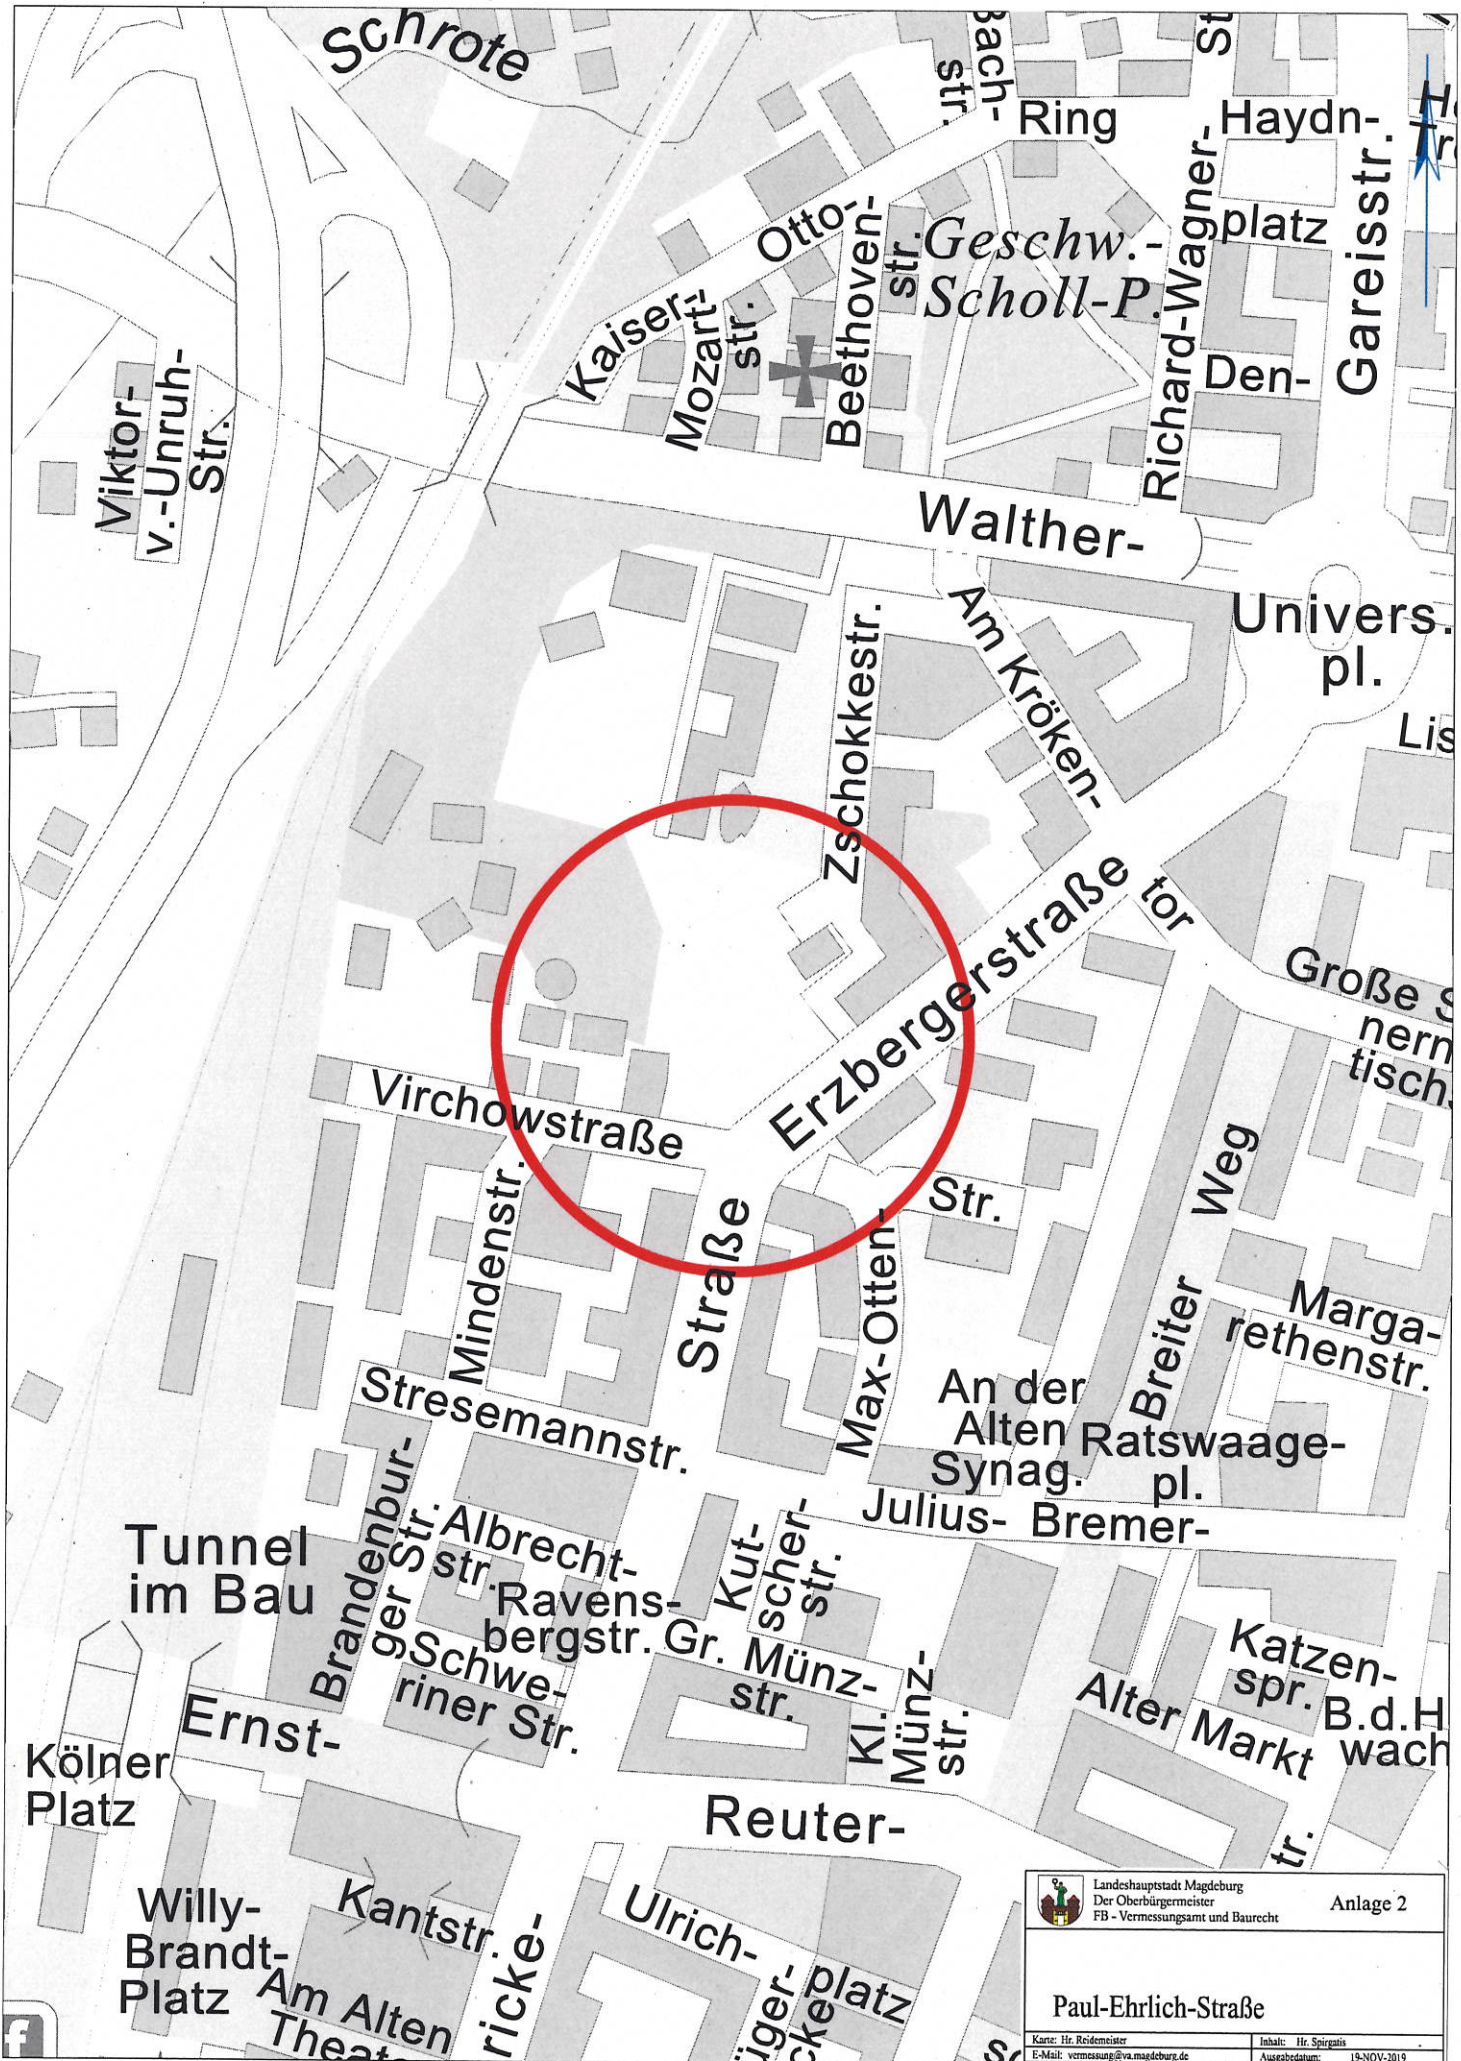 Schrote
Bach-
str.
Ring
Haydn-
platz
Richard-Wagner-
Gareisstr.
Otto-
Kaiser-
Mozart-
str.
Beethoven-
str.
Geschw.-
Scholl-P.
Den-
Viktor-
v.-Unruh-
Str.
Walther-
Univers.
pl.
Am Kröken-
tor
Zschokkestr.
Erzbergerstraße
Große
Virchowstraße
Mindenstr.
Straße
Str.
Max-Otten-
Breiter
Weg
Marga-
rethenstr.
An der
Alten
Synag.
Ratswaage-
pl.
Stresemannstr.
Julius-
Bremer-
Tunnel
im Bau
Brandenbur-
ger Str.
Albrecht-
str.
Ravens-
bergstr.
Kut-
scher-
str.
Gr. Münz-
str.
Schwe-
riner Str.
Kl.
Münz-
str.
Katzen-
spr.
Alter Markt
B.d.H
wach
Ernst-
Kölner
Platz
Reuter-
Willy-
Brandt-
Platz
Kantstr.
Ulrich-
platz
Am Alten
ricke-
Landeshauptstadt Magdeburg
Der Oberbürgermeister
FB - Vermessungsamt und Baurecht
Anlage 2
Paul-Ehrlich-Straße
Karte: Hr. Reidemeister
Inhalt: Hr. Spirgatis
E-Mail: vermessung@va.magdeburg.de
Ausgabedatum: 19-NOV-2019